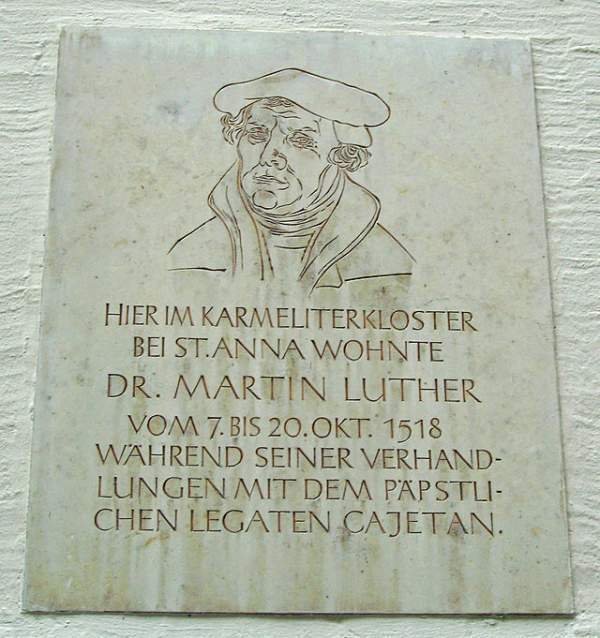 HIER IM KARMELITERKLOSTER
BEI ST. ANNA WOHNTE
DR. MARTIN LUTHER
VOM 7. BIS 20. OKT. 1518
WÄHREND SEINER VERHAND-
LUNGEN MIT DEM PÄPSTLI-
CHEN LEGATEN CAJETAN.